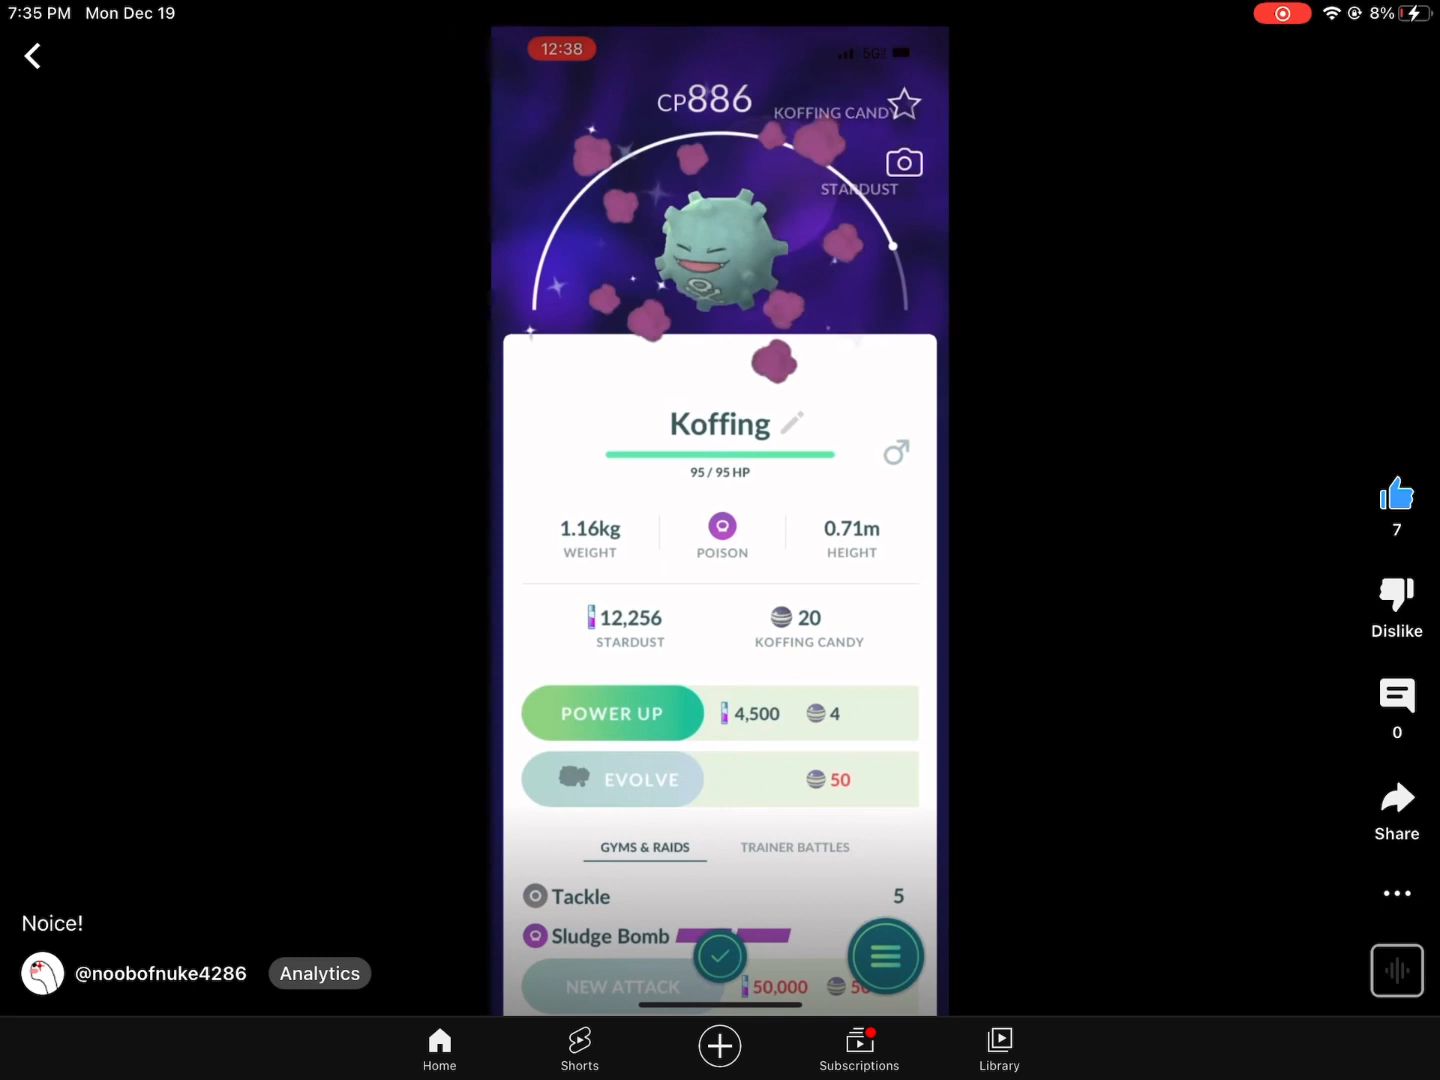 7:35 PM Mon Dec 19
8%
12:38
5G
CP886
KOFFING CANDY
STARDUST
Koffing
95 / 95 HP
1.16kg
WEIGHT
POISON
0.71m
HEIGHT
12,256
STARDUST
20
KOFFING CANDY
POWER UP
4,500
4
EVOLVE
50
GYMS & RAIDS
TRAINER BATTLES
Tackle
5
Sludge Bomb
NEW ATTACK
50,000
7
Dislike
0
Share
Noice!
@noobofnuke4286
Analytics
Home
Shorts
Subscriptions
Library